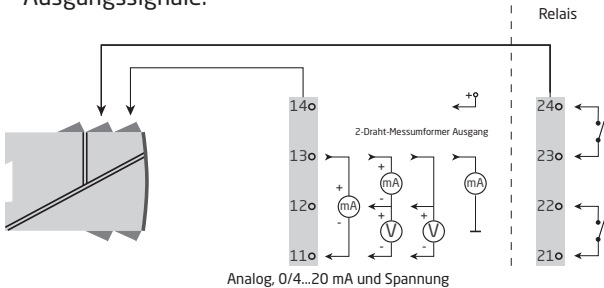 Ausgangssignale:
Relais
14
+
24
2-Draht-Messumformer Ausgang
13
+
+
23
mA
mA
-
+
12
mA
-
+
V
-
+
V
-
22
11
21
Analog, 0/4...20 mA und Spannung